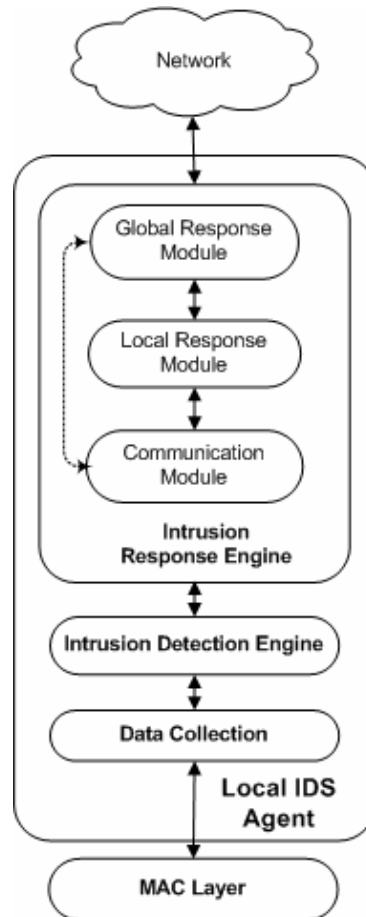 Network
Global Response
Module
Local Response
Module
Communication
Module
Intrusion
Response Engine
Intrusion Detection Engine
Data Collection
Local IDS
Agent
MAC Layer